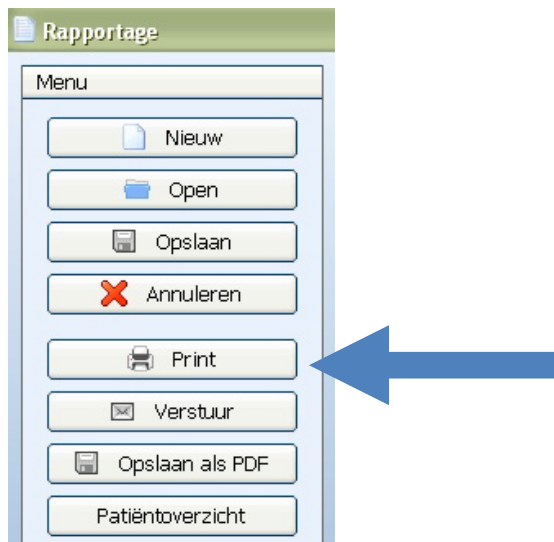 Rapportage
Menu
Nieuw
Open
Opslaan
Annuleren
Print
Verstuur
Opslaan als PDF
Patiëntoverzicht